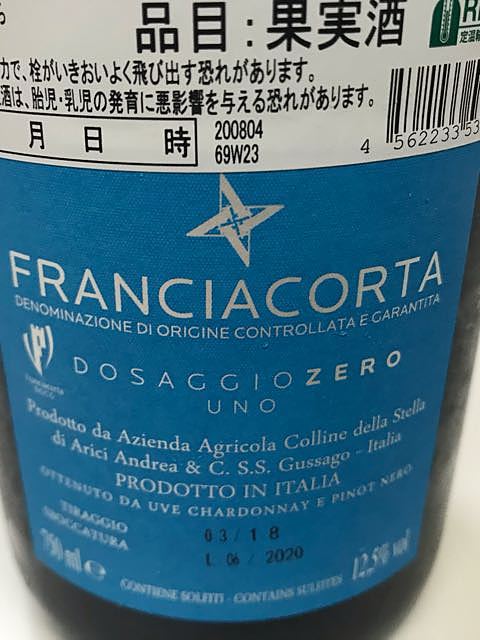 品目:果実酒
力で、栓がいきおいよく飛び出す恐れがあります。
酒は、胎児・乳児の発育に悪影響を与える恐れがあります。
月 日 時
200804
69W23
定温輸
4 562233 53
FRANCIACORTA
DENOMINAZIONE DI ORIGINE CONTROLLATA E GARANTITA
DOSAGGIOZERO
UNO
Prodotto da Azienda Agricola Colline della Stella
di Arici Andrea & C. S.S. Gussago - Italia
PRODOTTO IN ITALIA
OTTENUTO DA UVE CHARDONNAY E PINOT NERO
TIRAGGIO 03/18
SBOCCATURA L 06/ 2020
750 ml e 12,5% vol
CONTIENE SOLFITI - CONTAINS SULFITES